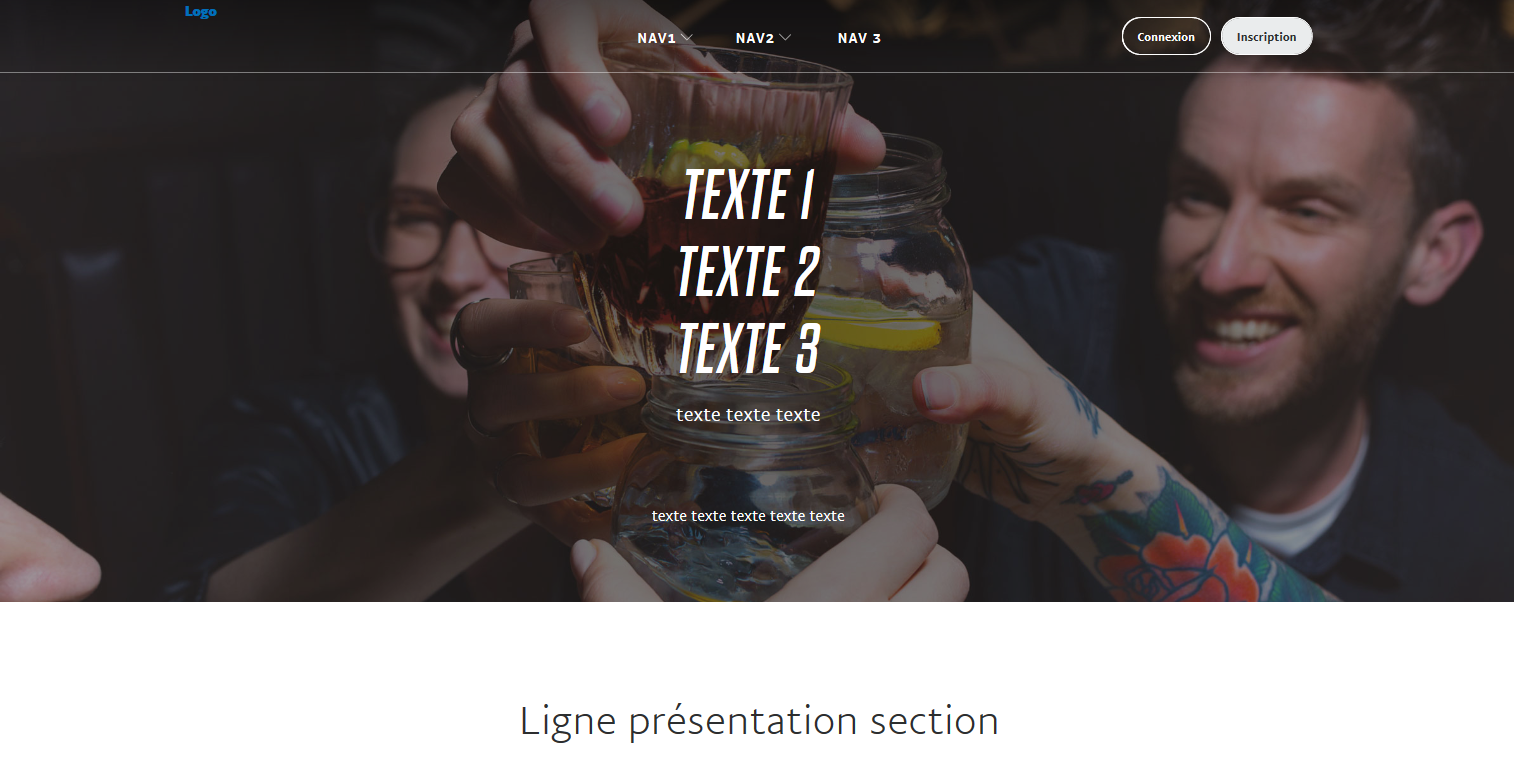 Logo
NAV1
NAV2
NAV 3
Connexion
Inscription
TEXTE 1
TEXTE 2
TEXTE 3
texte texte texte
texte texte texte texte texte
Ligne présentation section